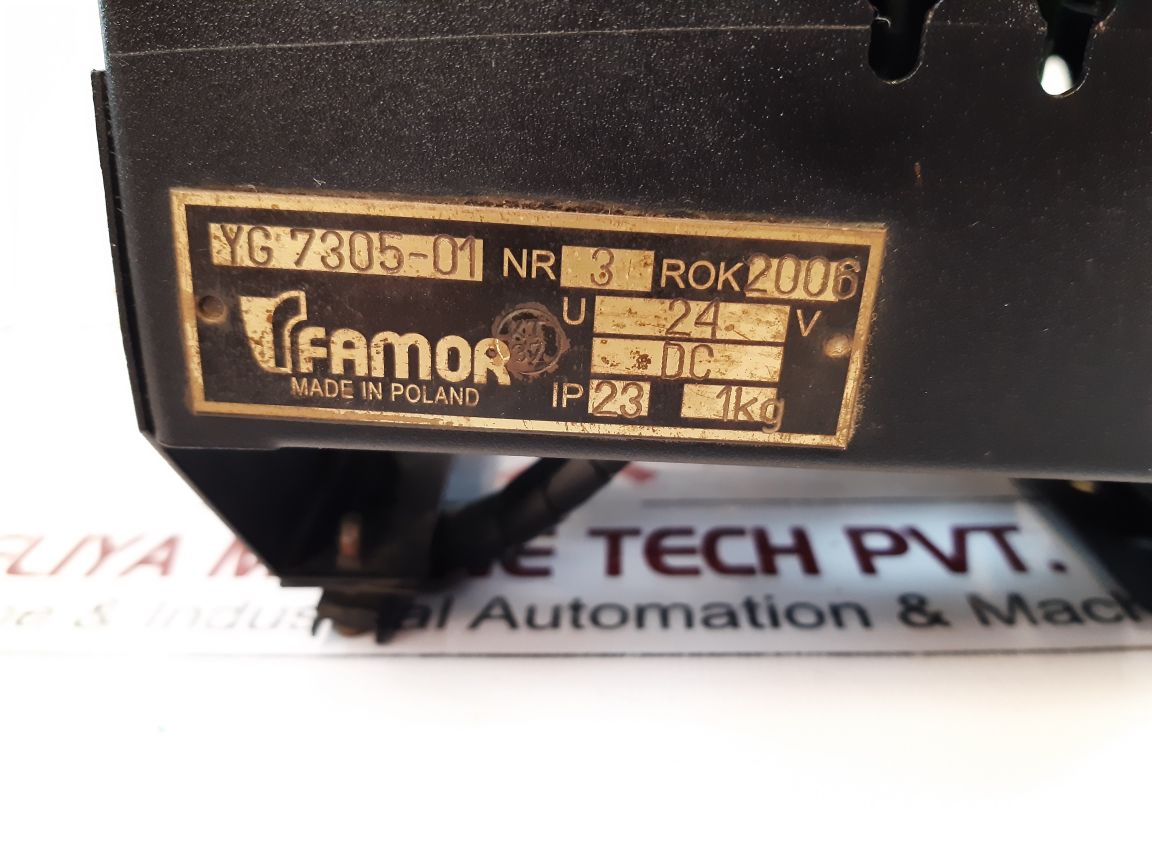 YG 7305-01 NR 3 ROK 2006
U 24 V
FAMOR DC
MADE IN POLAND IP 23 1kg
TECH PVT.
& Automation &